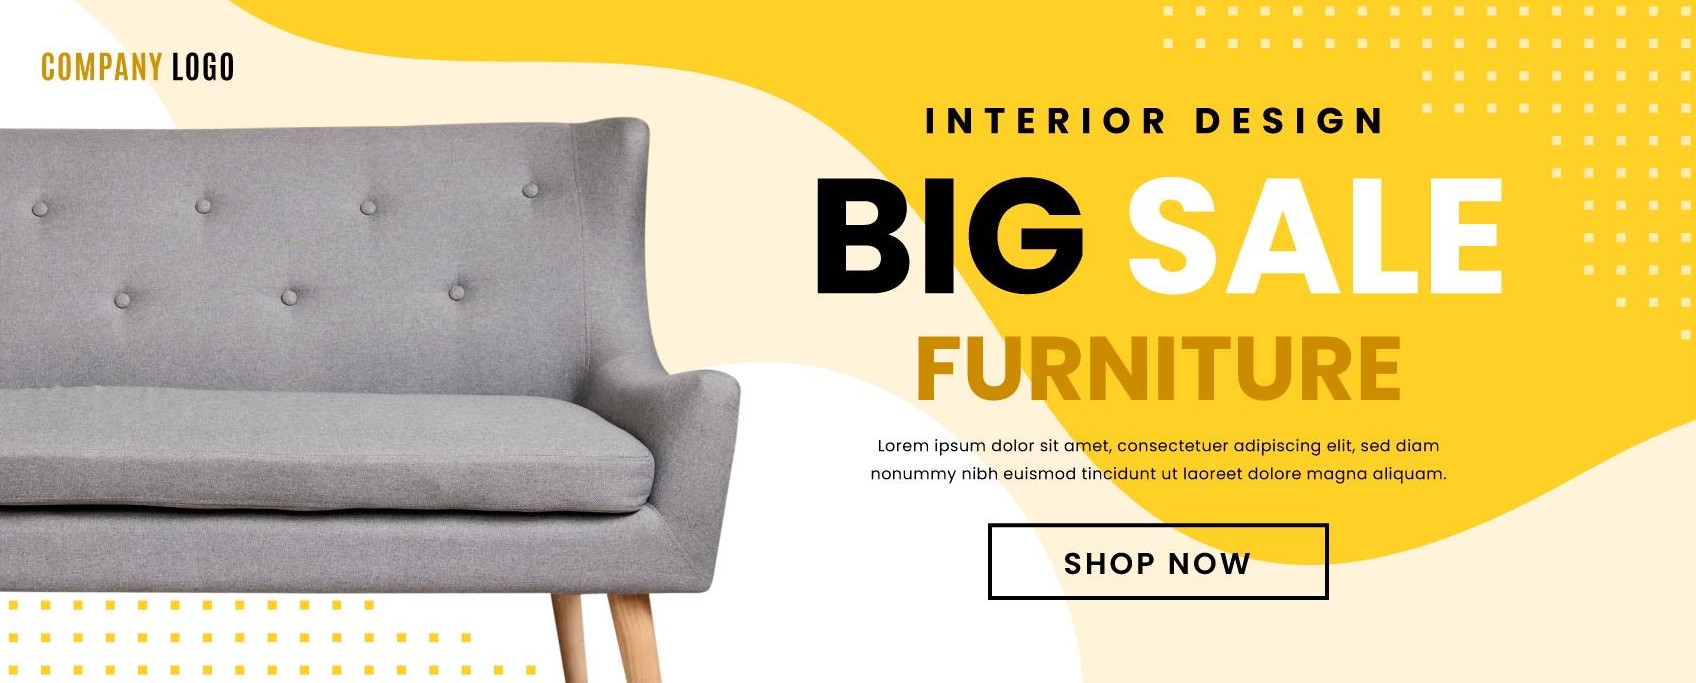 COMPANY LOGO
INTERIOR DESIGN
BIG SALE
FURNITURE
Lorem ipsum dolor sit amet, consectetuer adipiscing elit, sed diam
nonummy nibh euismod tincidunt ut laoreet dolore magna aliquam.
SHOP NOW